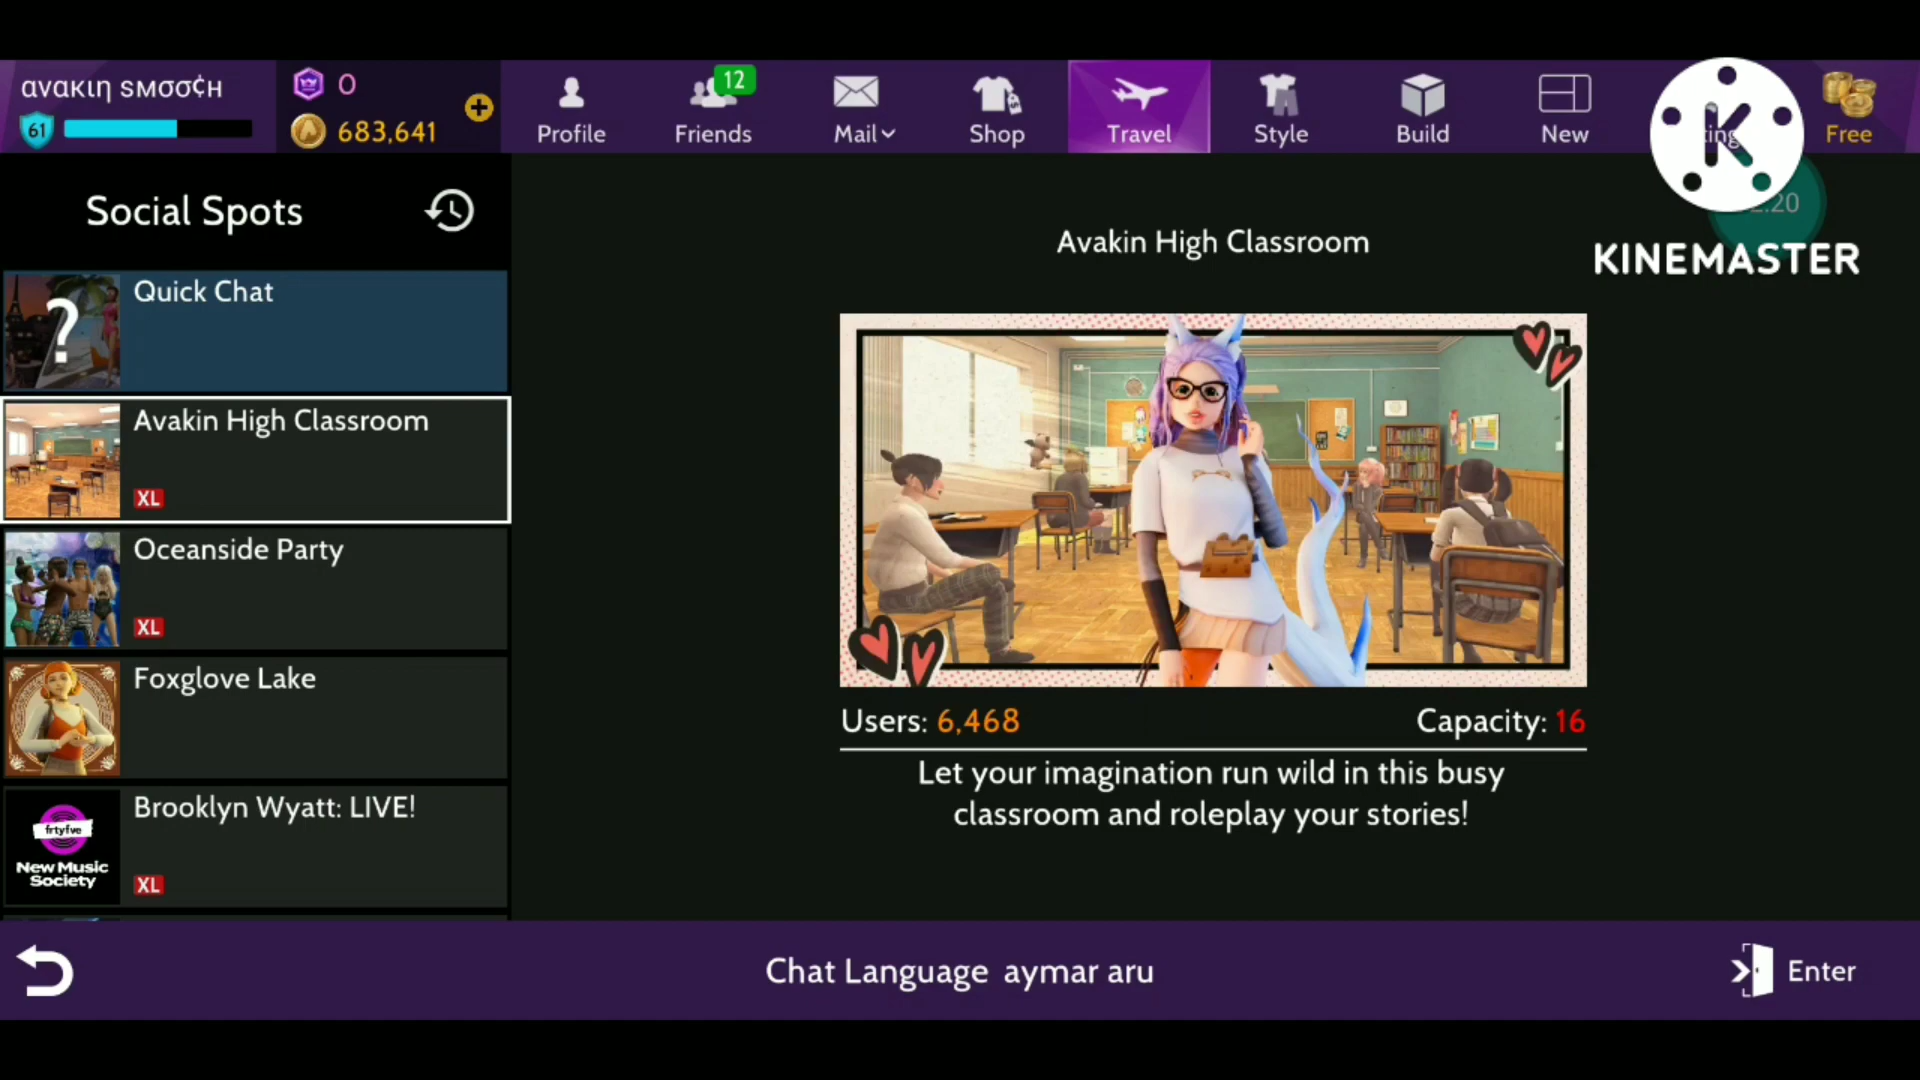 αvακιη ѕмσσ¢н
61
0
683,641
Profile
12
Friends
Mail
Shop
Travel
Style
Build
New
Free
K
KINEMASTER
Social Spots
Quick Chat
?
Avakin High Classroom
XL
Oceanside Party
XL
Foxglove Lake
Brooklyn Wyatt: LIVE!
frtyfve
New Music
Society
XL
Avakin High Classroom
Users: 6,468
Capacity: 16
Let your imagination run wild in this busy
classroom and roleplay your stories!
Chat Language aymar aru
Enter